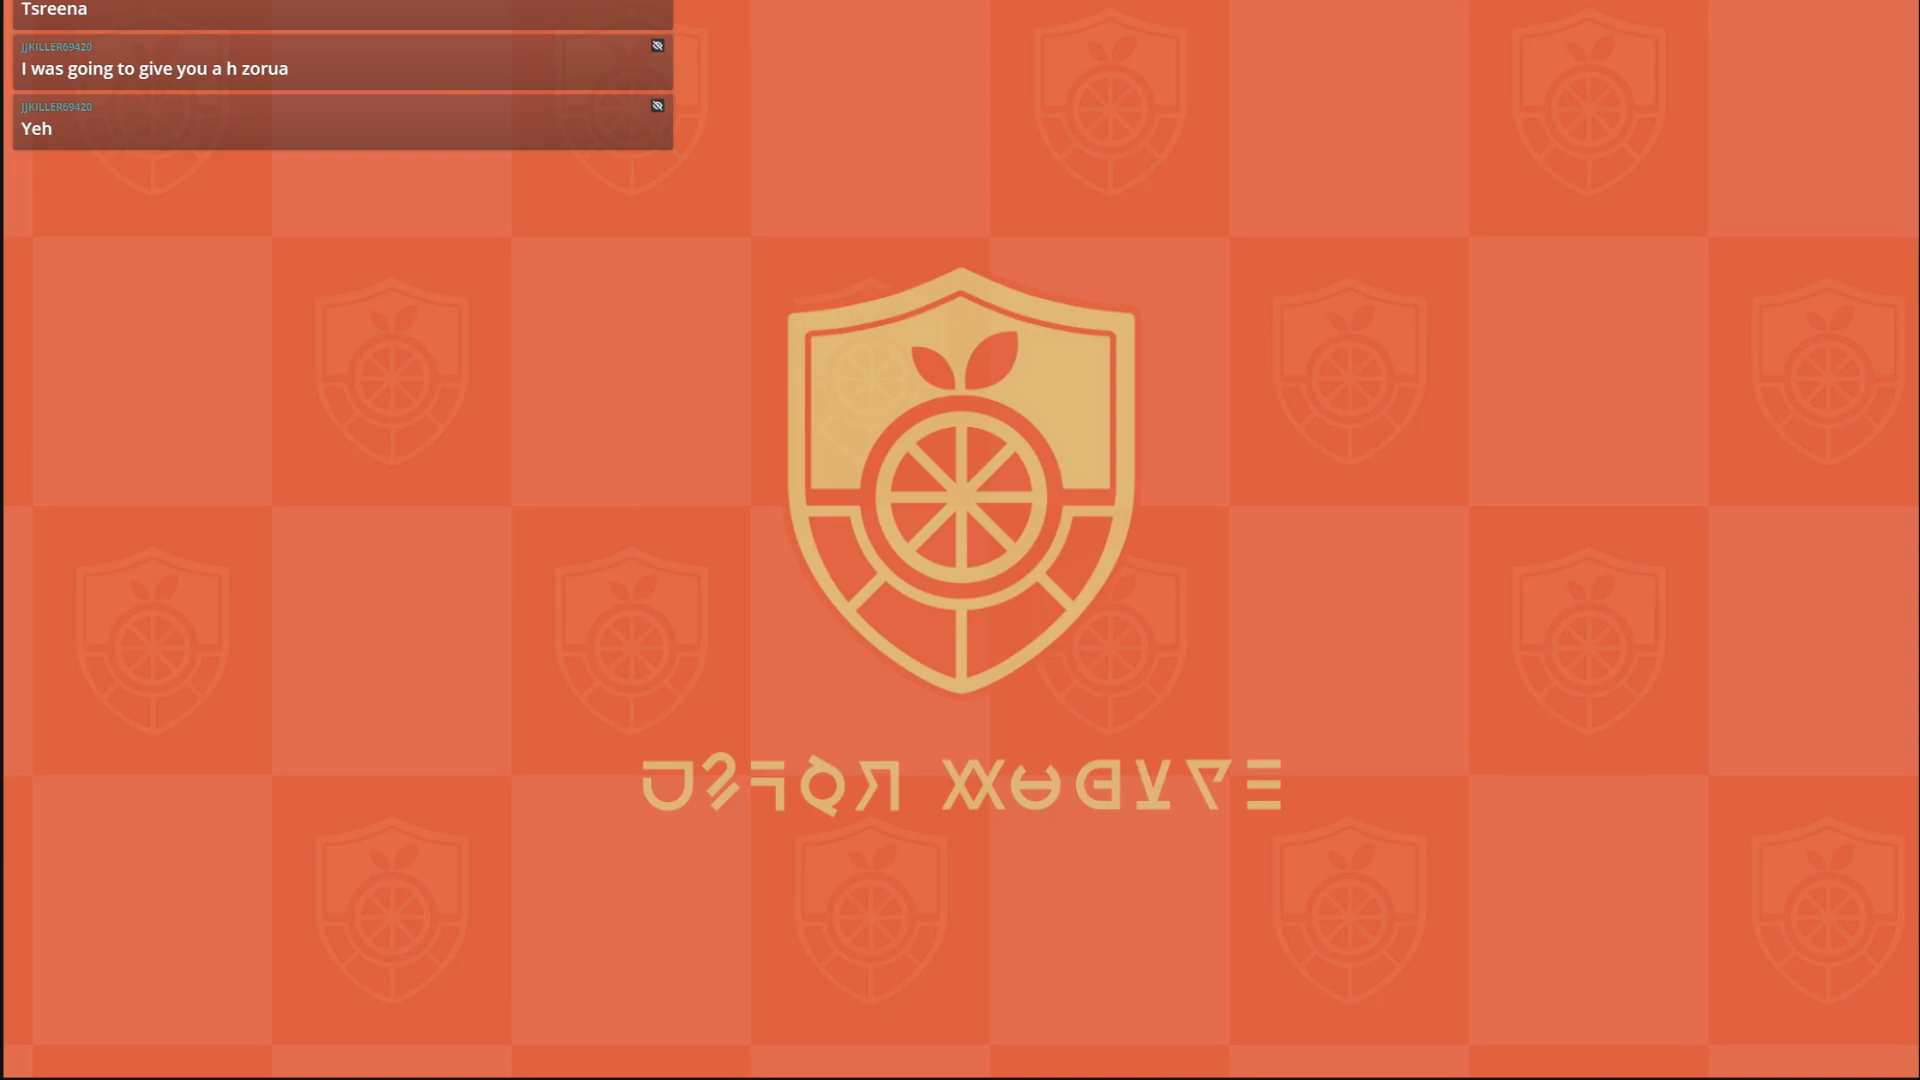 Tsreena
JJKILLER69420
I was going to give you a h zorua
JJKILLER69420
Yeh